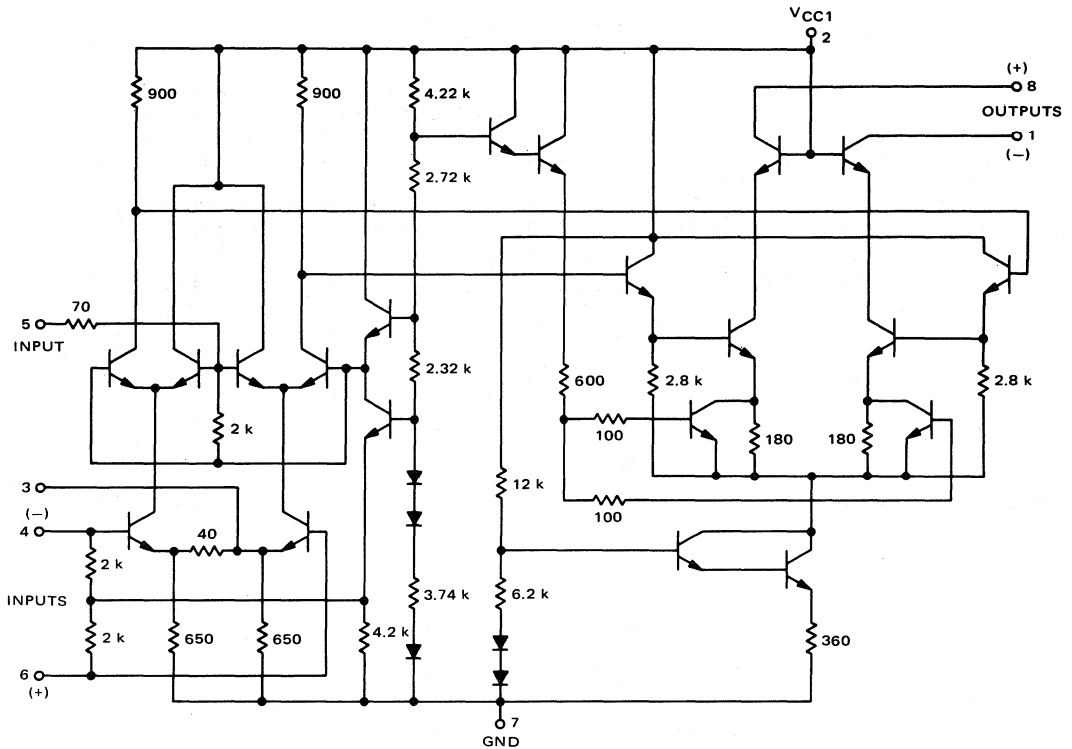 VCC1
2
(+)
8
OUTPUTS
1
(−)
900
900
4.22 k
2.72 k
70
5
INPUT
2.32 k
600
2.8 k
2.8 k
2 k
100
180
180
3
(−)
4
12 k
100
40
2 k
INPUTS
3.74 k
6.2 k
2 k
650
650
4.2 k
360
6
(+)
7
GND